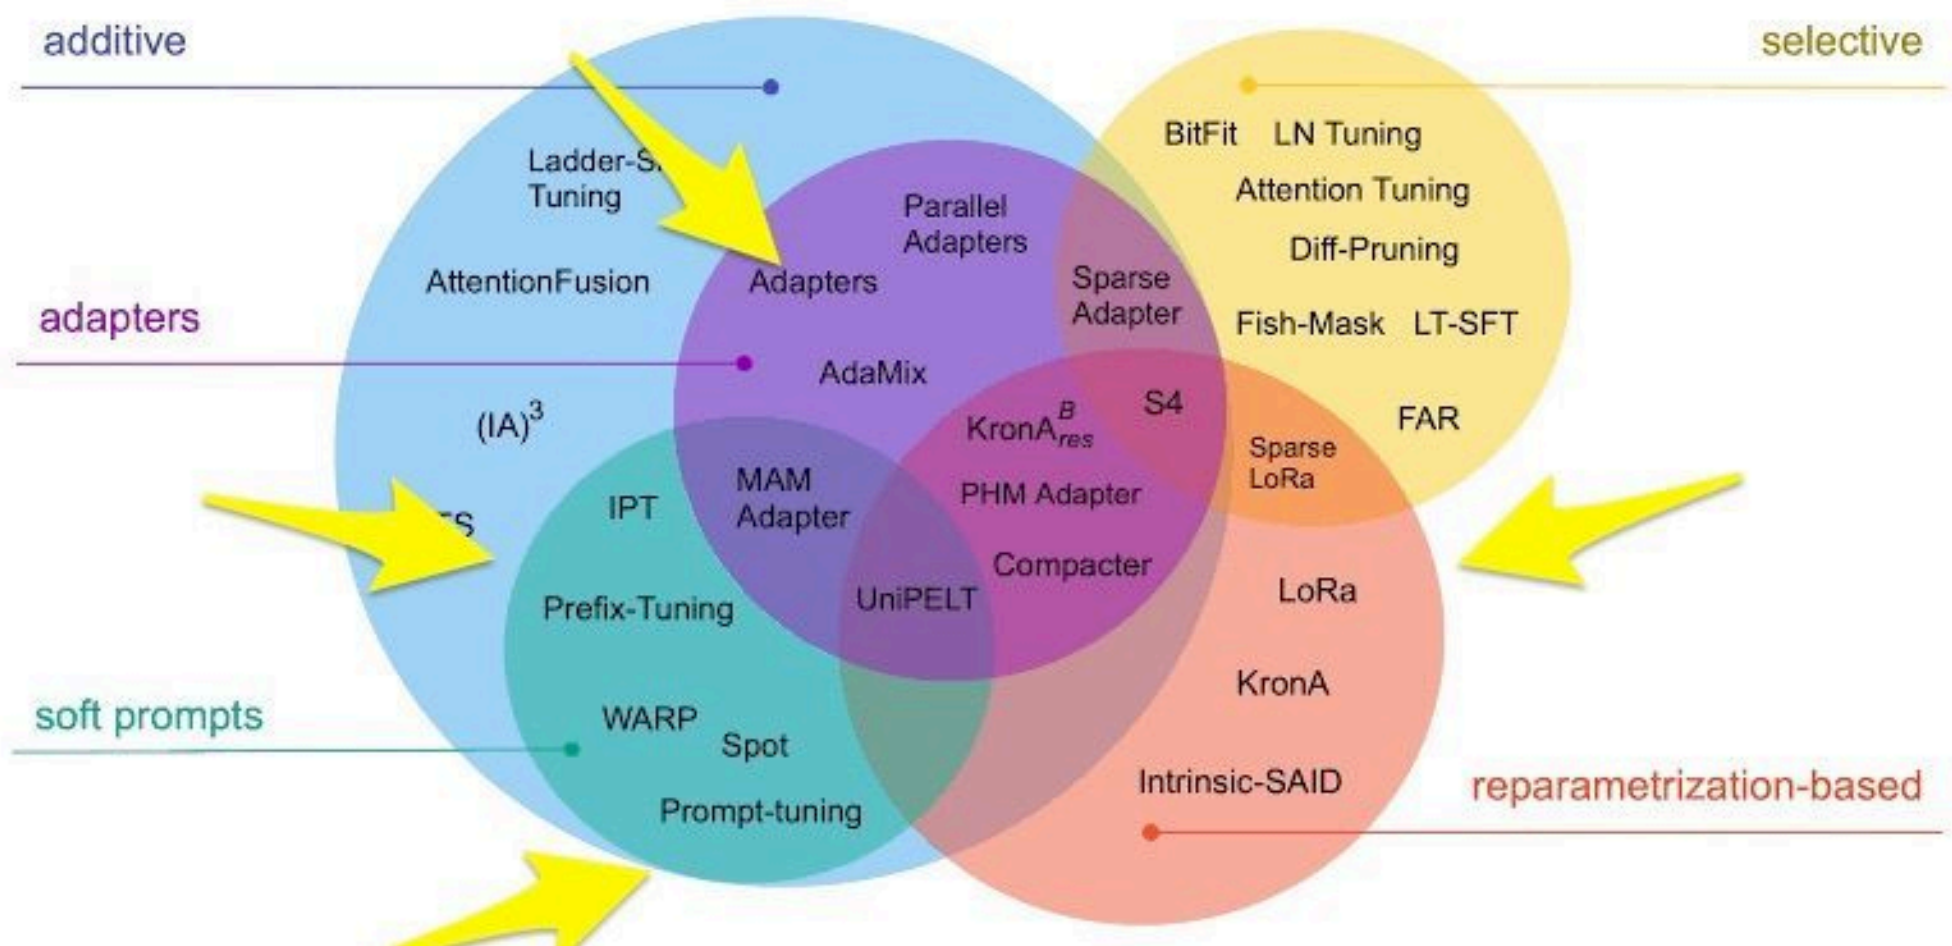 additive
selective
BitFit LN Tuning
Ladder-S
Tuning
Attention Tuning
Parallel
Adapters
Diff-Pruning
AttentionFusion
Adapters
Sparse
Adapter
adapters
Fish-Mask LT-SFT
AdaMix
(IA)³
KronA^B_res
S4
FAR
Sparse
LoRa
MAM
Adapter
IPT
PHM Adapter
S
Compacter
LoRa
UniPELT
Prefix-Tuning
KronA
soft prompts
WARP
Spot
Intrinsic-SAID
reparametrization-based
Prompt-tuning